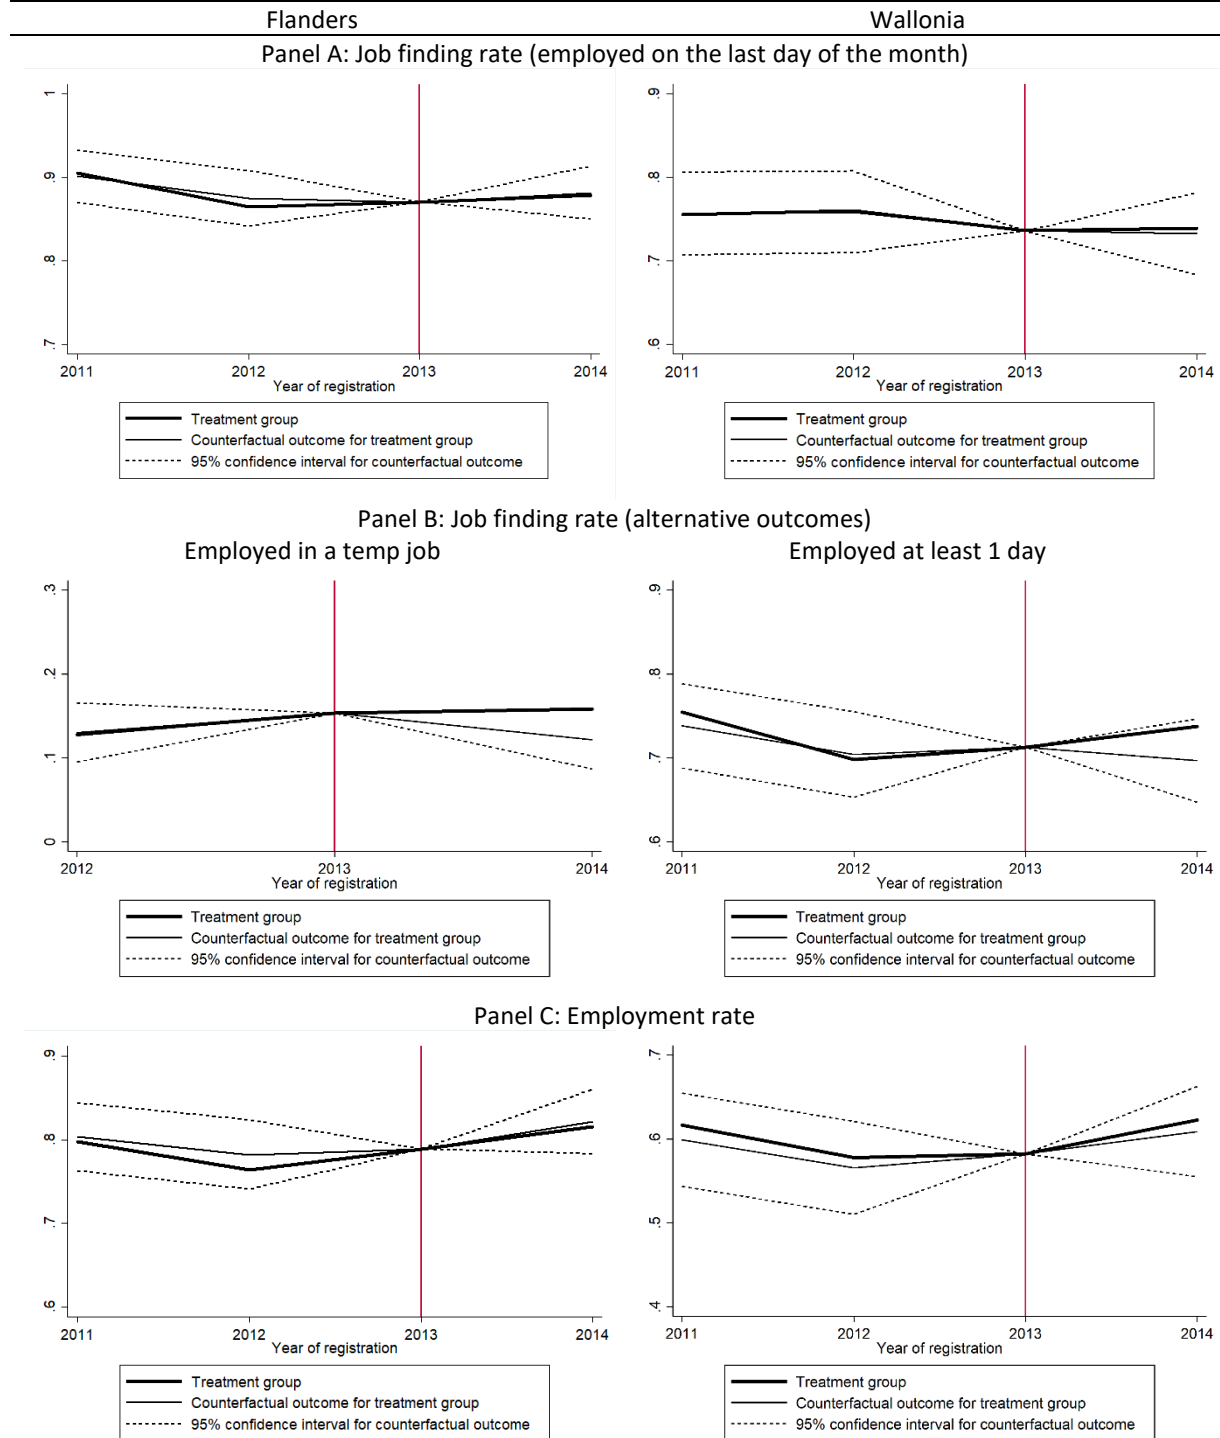 Flanders Wallonia
Panel A: Job finding rate (employed on the last day of the month)
1
.9
.8
.7
2011 2012 2013 2014
Year of registration
Treatment group
Counterfactual outcome for treatment group
95% confidence interval for counterfactual outcome
.9
.8
.7
.6
2011 2012 2013 2014
Year of registration
Treatment group
Counterfactual outcome for treatment group
95% confidence interval for counterfactual outcome
Panel B: Job finding rate (alternative outcomes)
Employed in a temp job
.3
.2
.1
0
2012 2013 2014
Year of registration
Treatment group
Counterfactual outcome for treatment group
95% confidence interval for counterfactual outcome
Employed at least 1 day
.9
.8
.7
.6
2011 2012 2013 2014
Year of registration
Treatment group
Counterfactual outcome for treatment group
95% confidence interval for counterfactual outcome
Panel C: Employment rate
.9
.8
.7
.6
2011 2012 2013 2014
Year of registration
Treatment group
Counterfactual outcome for treatment group
95% confidence interval for counterfactual outcome
.7
.6
.5
.4
2011 2012 2013 2014
Year of registration
Treatment group
Counterfactual outcome for treatment group
95% confidence interval for counterfactual outcome